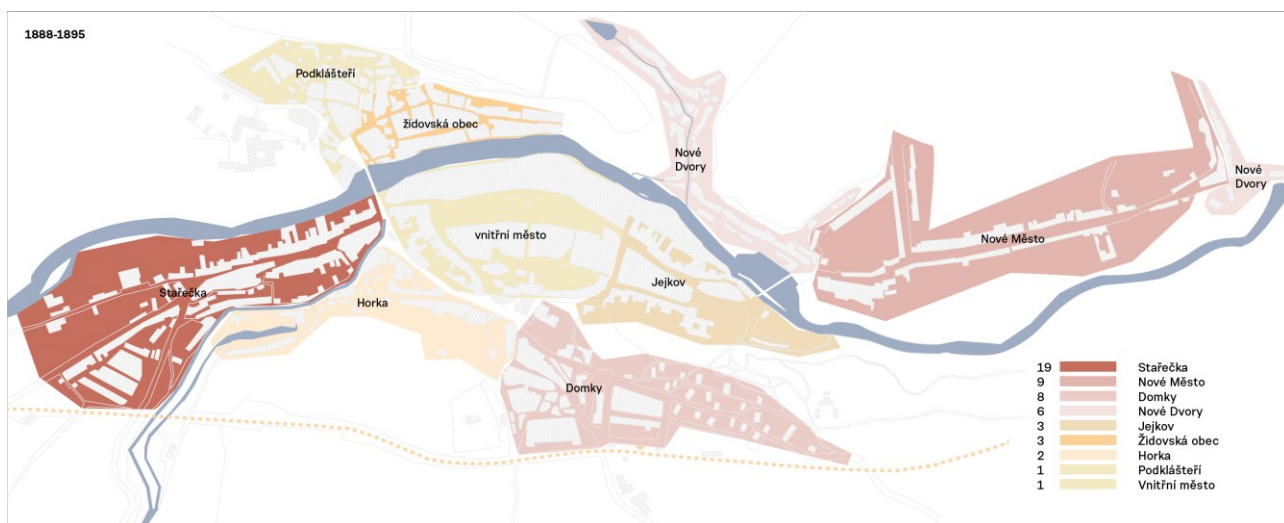 1888-1895
Podklášteří
židovská obec
Nové
Dvory
Nové
Dvory
Nové Město
vnitřní město
Jejkov
Stařečka
Horka
Domky
19 Stařečka
9 Nové Město
8 Domky
6 Nové Dvory
3 Jejkov
3 Židovská obec
2 Horka
1 Podklášteří
1 Vnitřní město